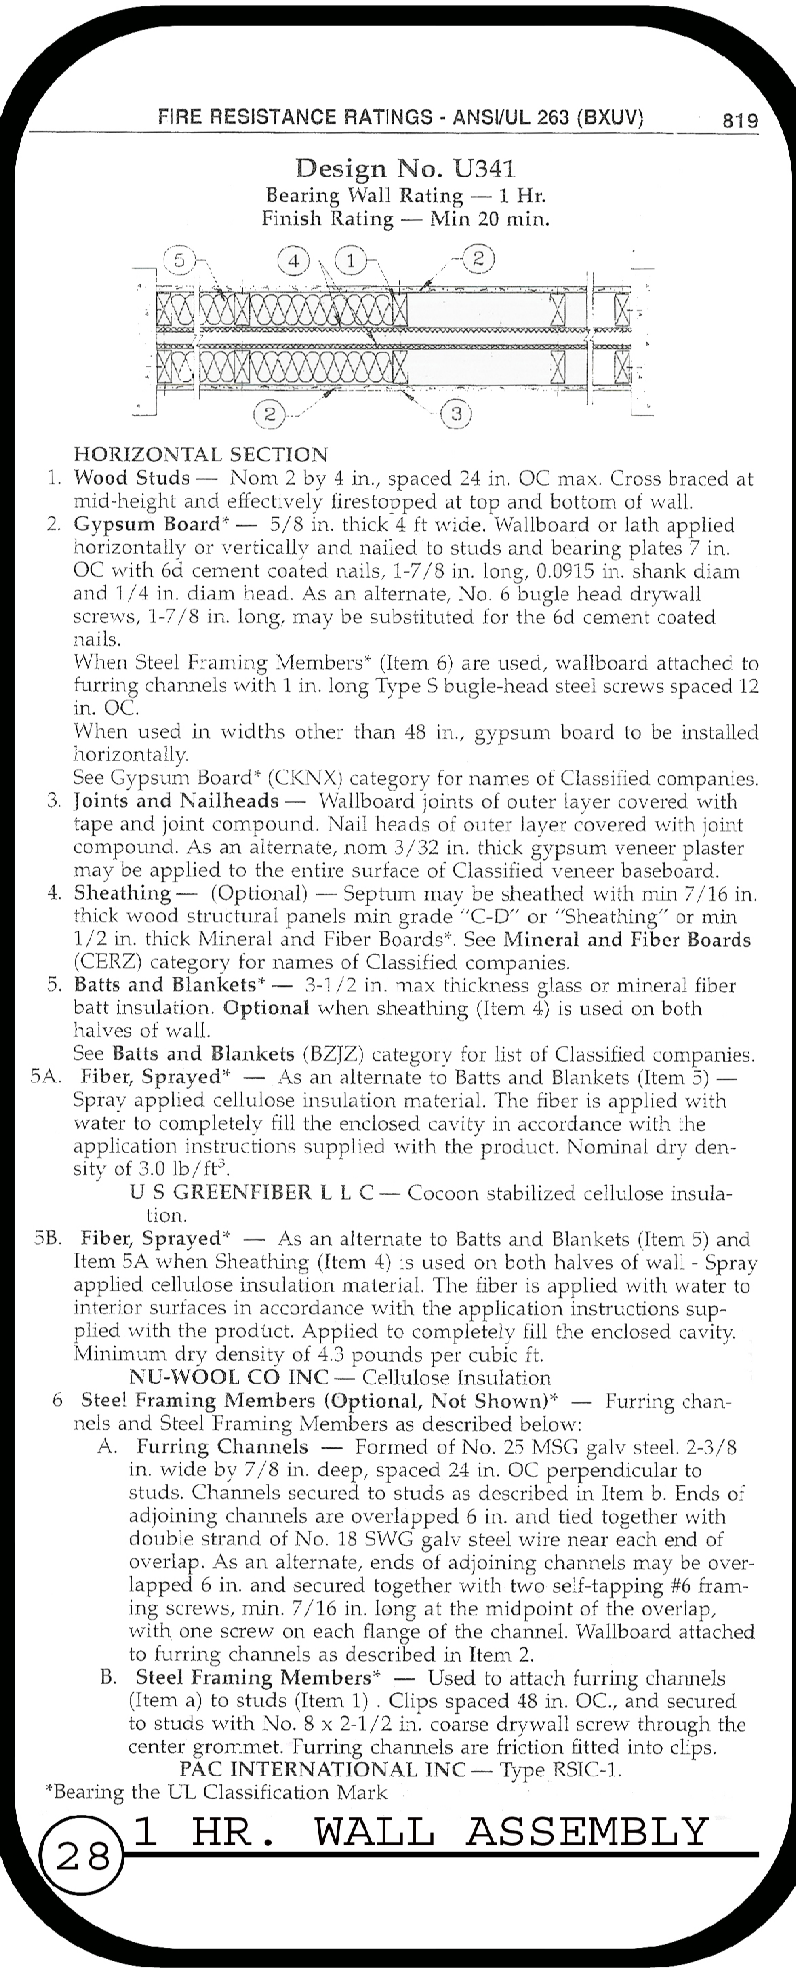 FIRE RESISTANCE RATINGS - ANSI/UL 263 (BXUV) 819
Design No. U341
Bearing Wall Rating — 1 Hr.
Finish Rating — Min 20 min.
5 4 1 2
2 3
HORIZONTAL SECTION
1. Wood Studs — Nom 2 by 4 in., spaced 24 in. OC max. Cross braced at
mid-height and effectively firestopped at top and bottom of wall.
2. Gypsum Board* — 5/8 in. thick 4 ft wide. Wallboard or lath applied
horizontally or vertically and nailed to studs and bearing plates 7 in.
OC with 6d cement coated nails, 1-7/8 in. long, 0.0915 in. shank diam
and 1/4 in. diam head. As an alternate, No. 6 bugle head drywall
screws, 1-7/8 in. long, may be substituted for the 6d cement coated
nails.
When Steel Framing Members* (Item 6) are used, wallboard attached to
furring channels with 1 in. long Type S bugle-head steel screws spaced 12
in. OC.
When used in widths other than 48 in., gypsum board to be installed
horizontally.
See Gypsum Board* (CKNX) category for names of Classified companies.
3. Joints and Nailheads — Wallboard joints of outer layer covered with
tape and joint compound. Nail heads of outer layer covered with joint
compound. As an alternate, nom 3/32 in. thick gypsum veneer plaster
may be applied to the entire surface of Classified veneer baseboard.
4. Sheathing — (Optional) — Septum may be sheathed with min 7/16 in.
thick wood structural panels min grade "C-D" or "Sheathing" or min
1/2 in. thick Mineral and Fiber Boards*. See Mineral and Fiber Boards
(CERZ) category for names of Classified companies.
5. Batts and Blankets* — 3-1/2 in. max thickness glass or mineral fiber
batt insulation. Optional when sheathing (Item 4) is used on both
halves of wall.
See Batts and Blankets (BZJZ) category for list of Classified companies.
5A. Fiber, Sprayed* — As an alternate to Batts and Blankets (Item 5) —
Spray applied cellulose insulation material. The fiber is applied with
water to completely fill the enclosed cavity in accordance with the
application instructions supplied with the product. Nominal dry den-
sity of 3.0 lb/ft³.
U S GREENFIBER L L C — Cocoon stabilized cellulose insula-
tion.
5B. Fiber, Sprayed* — As an alternate to Batts and Blankets (Item 5) and
Item 5A when Sheathing (Item 4) is used on both halves of wall - Spray
applied cellulose insulation material. The fiber is applied with water to
interior surfaces in accordance with the application instructions sup-
plied with the product. Applied to completely fill the enclosed cavity.
Minimum dry density of 4.3 pounds per cubic ft.
NU-WOOL CO INC — Cellulose Insulation
6 Steel Framing Members (Optional, Not Shown)* — Furring chan-
nels and Steel Framing Members as described below:
A. Furring Channels — Formed of No. 25 MSG galv steel. 2-3/8
in. wide by 7/8 in. deep, spaced 24 in. OC perpendicular to
studs. Channels secured to studs as described in Item b. Ends of
adjoining channels are overlapped 6 in. and tied together with
double strand of No. 18 SWG galv steel wire near each end of
overlap. As an alternate, ends of adjoining channels may be over-
lapped 6 in. and secured together with two self-tapping #6 fram-
ing screws, min. 7/16 in. long at the midpoint of the overlap,
with one screw on each flange of the channel. Wallboard attached
to furring channels as described in Item 2.
B. Steel Framing Members* — Used to attach furring channels
(Item a) to studs (Item 1) . Clips spaced 48 in. OC., and secured
to studs with No. 8 x 2-1/2 in. coarse drywall screw through the
center grommet. Furring channels are friction fitted into clips.
PAC INTERNATIONAL INC — Type RSIC-1.
*Bearing the UL Classification Mark
28 1 HR. WALL ASSEMBLY